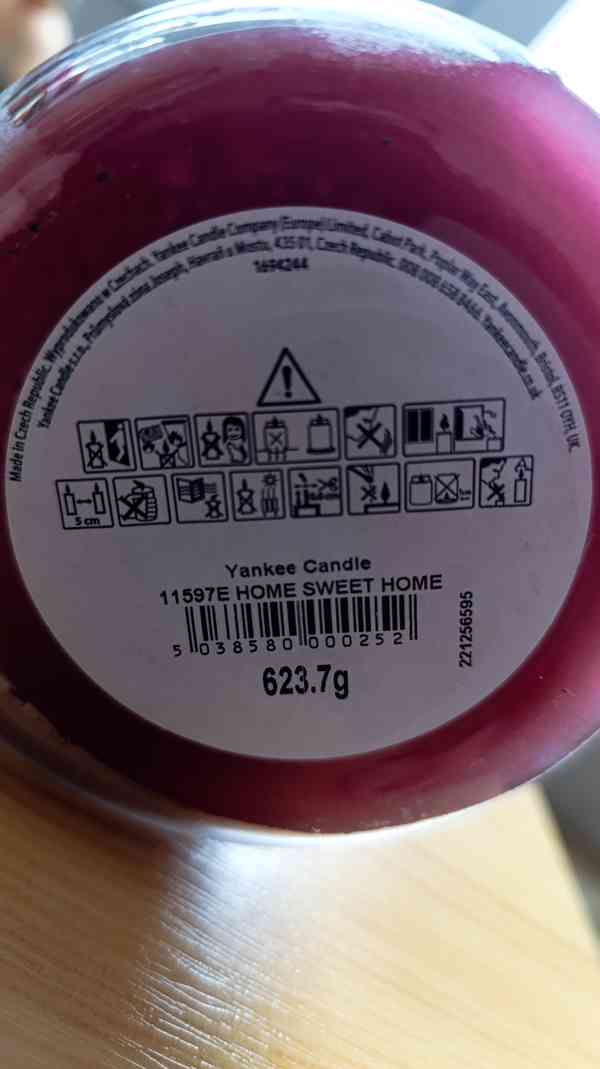 Made in Czech Republic. Wyprodukowano w Czechach. Yankee Candle Company (Europe) Limited, Cabot Park, Poplar Way East, Avonmouth, Bristol, BS11 0YH, UK.
Yankee Candle s.r.o., Průmyslová zóna Joseph, Havraň u Mostu, 435 01, Czech Republic. 008 008 658 8466. Yankeecandle.co.uk
1694244
5 cm
Yankee Candle
11597E HOME SWEET HOME
5 038580 000252
221256595
623.7g